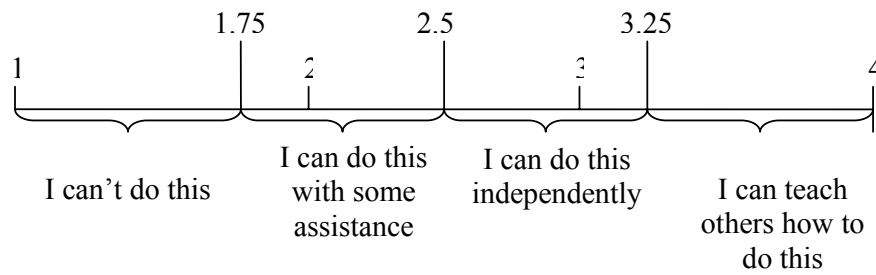 1.75 2.5 3.25
1 2 3 4
I can't do this
I can do this
with some
assistance
I can do this
independently
I can teach
others how to
do this